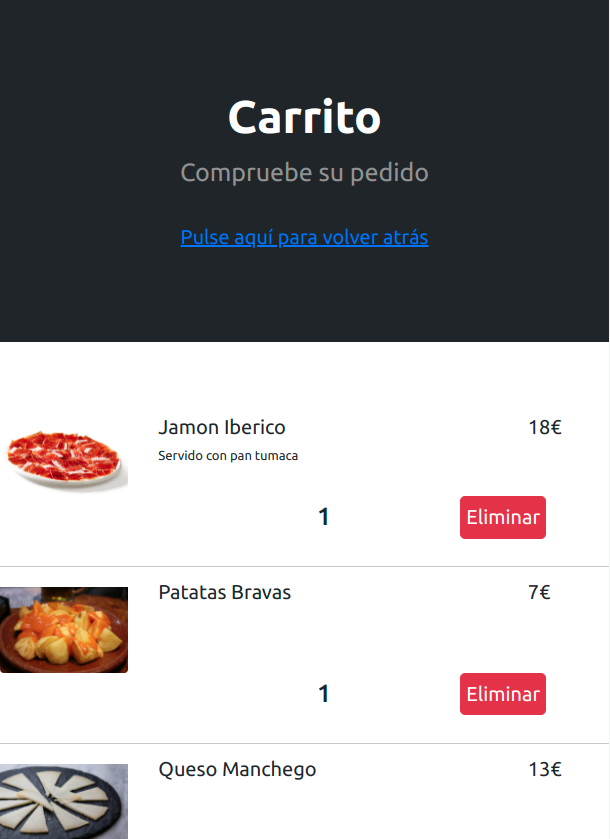 Carrito
Compruebe su pedido
Pulse aquí para volver atrás
Jamon Iberico 18€
Servido con pan tumaca
1 Eliminar
Patatas Bravas 7€
1 Eliminar
Queso Manchego 13€